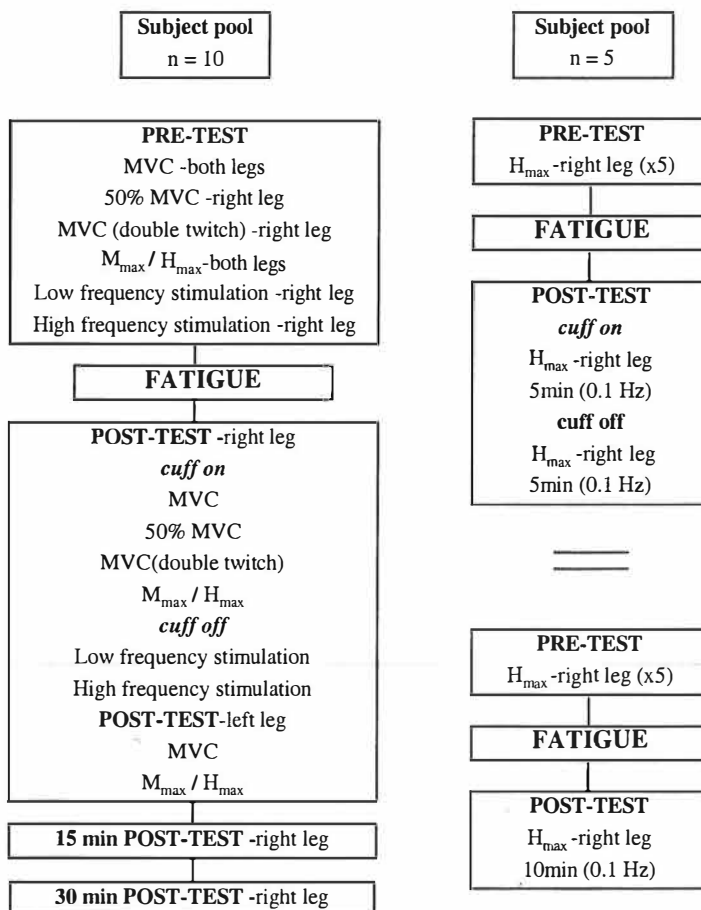 Subject pool
n = 10
PRE-TEST
MVC -both legs
50% MVC -right leg
MVC (double twitch) -right leg
Mmax / Hmax-both legs
Low frequency stimulation -right leg
High frequency stimulation -right leg
FATIGUE
POST-TEST -right leg
cuff on
MVC
50% MVC
MVC(double twitch)
Mmax / Hmax
cuff off
Low frequency stimulation
High frequency stimulation
POST-TEST-left leg
MVC
Mmax / Hmax
15 min POST-TEST -right leg
30 min POST-TEST -right leg
Subject pool
n = 5
PRE-TEST
Hmax -right leg (x5)
FATIGUE
POST-TEST
cuff on
Hmax -right leg
5min (0.1 Hz)
cuff off
Hmax -right leg
5min (0.1 Hz)
PRE-TEST
Hmax -right leg (x5)
FATIGUE
POST-TEST
Hmax -right leg
10min (0.1 Hz)